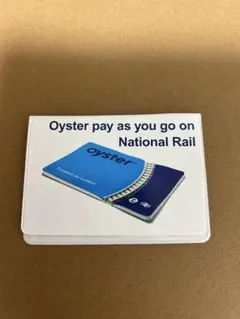 Oyster pay as you go on
National Rail
oyster